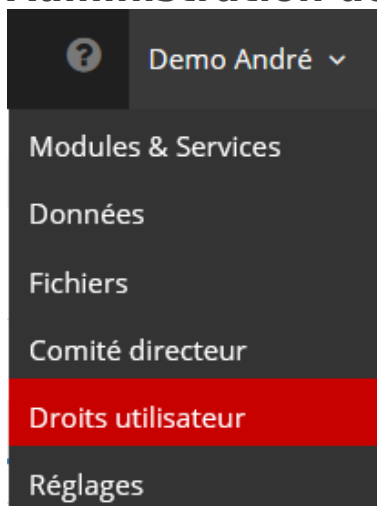 Demo André
Modules & Services
Données
Fichiers
Comité directeur
Droits utilisateur
Réglages